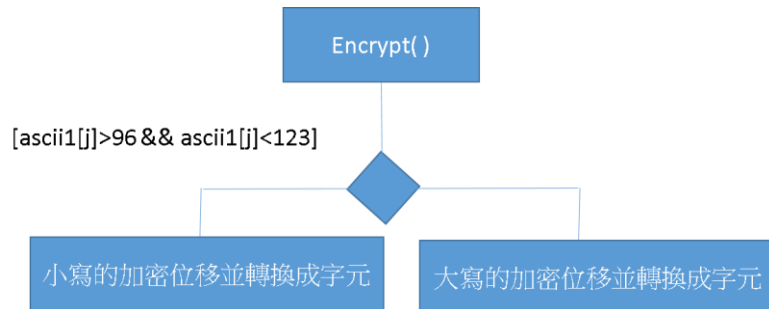 Encrypt( )
[ascii1[j]>96 && ascii1[j]<123]
小寫的加密位移並轉換成字元
大寫的加密位移並轉換成字元